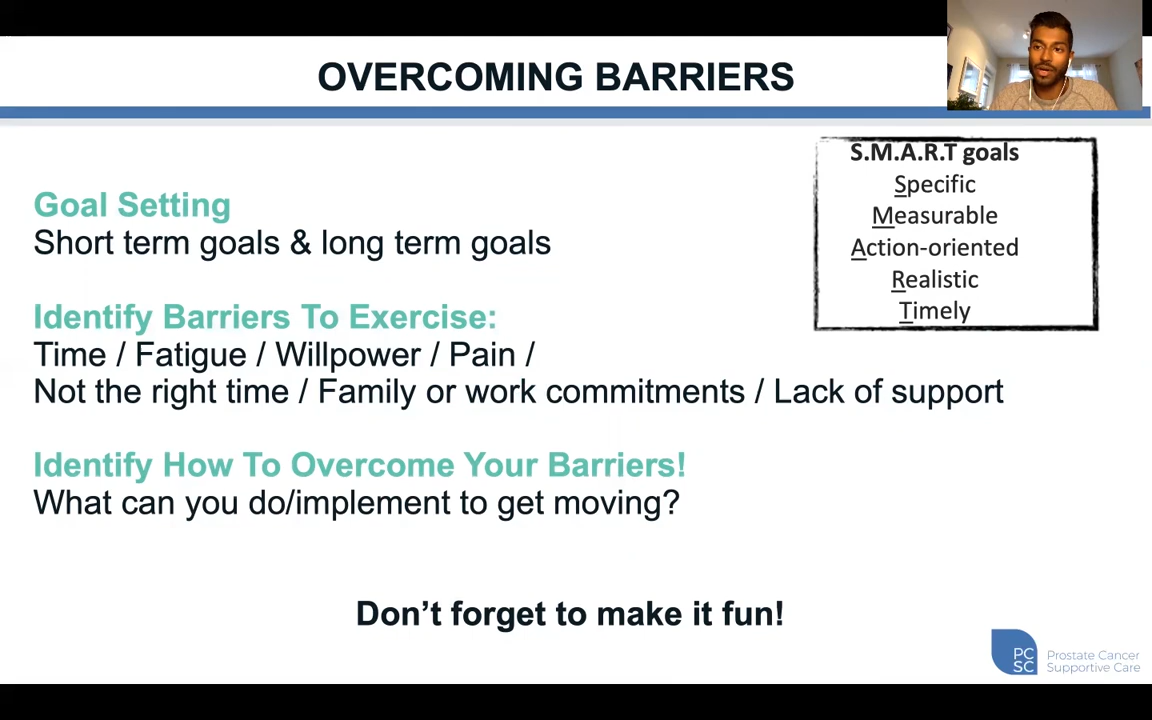 OVERCOMING BARRIERS
S.M.A.R.T goals
Specific
Measurable
Action-oriented
Realistic
Timely
Goal Setting
Short term goals & long term goals
Identify Barriers To Exercise:
Time / Fatigue / Willpower / Pain /
Not the right time / Family or work commitments / Lack of support
Identify How To Overcome Your Barriers!
What can you do/implement to get moving?
Don’t forget to make it fun!
PC
SC
Prostate Cancer
Supportive Care